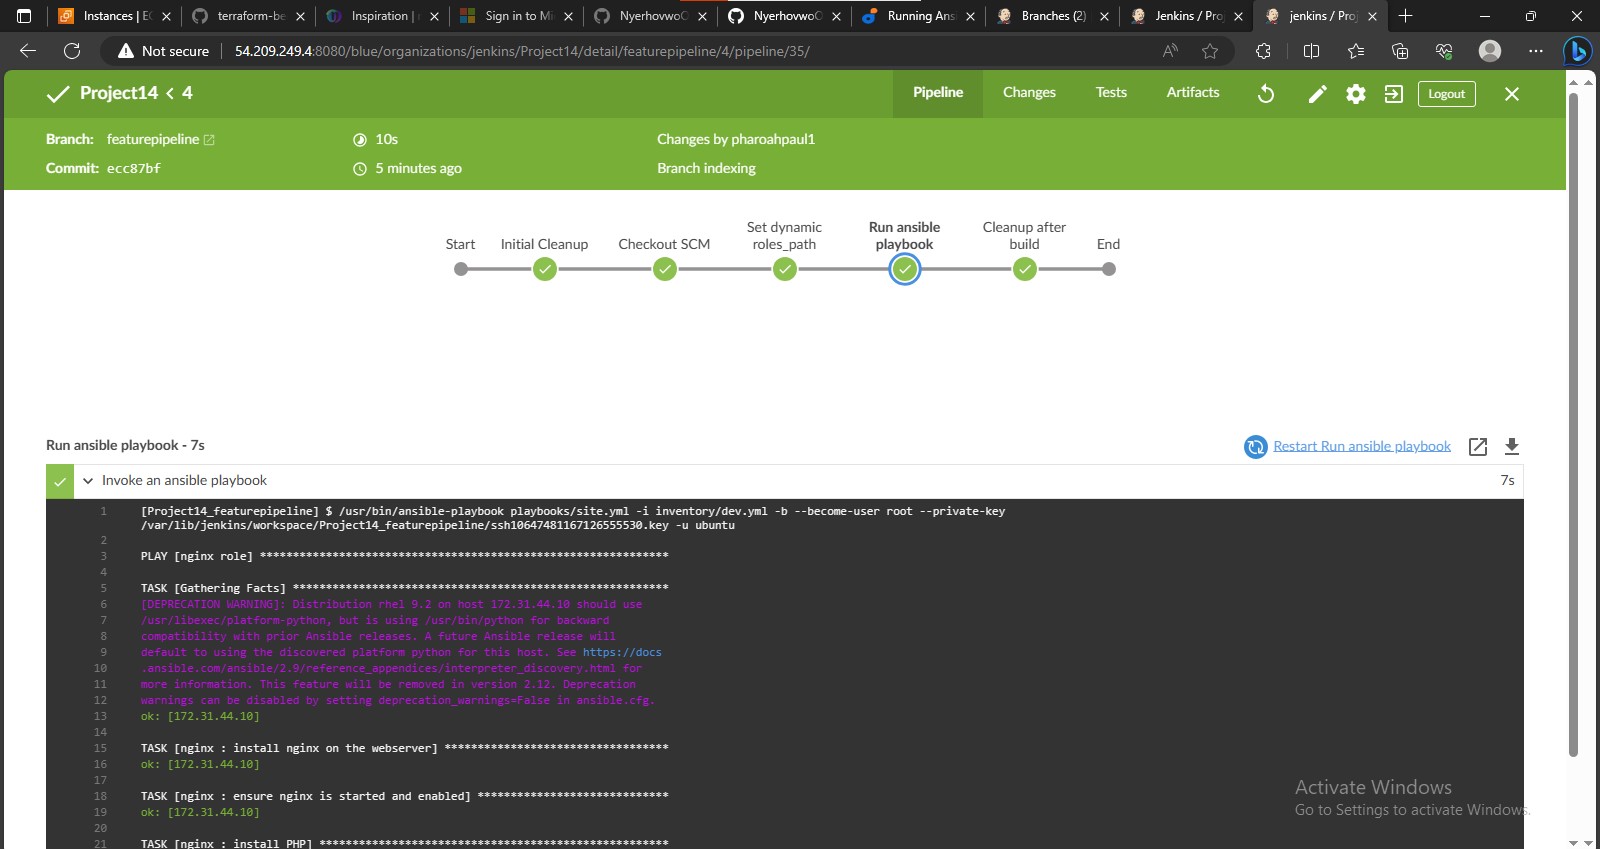 Instances | E
terraform-be
Inspiration |
Sign in to Mi
NyerhovwoO
NyerhovwoO
Running Ans
Branches (2)
Jenkins / Pro
jenkins / Pro
Not secure
54.209.249.4:8080/blue/organizations/jenkins/Project14/detail/featurepipeline/4/pipeline/35/
Project14 < 4
Pipeline
Changes
Tests
Artifacts
Logout
Branch: featurepipeline
10s
Changes by pharoahpaul1
Commit: ecc87bf
5 minutes ago
Branch indexing
Start
Initial Cleanup
Checkout SCM
Set dynamic
roles_path
Run ansible
playbook
Cleanup after
build
End
Run ansible playbook - 7s
Restart Run ansible playbook
Invoke an ansible playbook
7s
1 [Project14_featurepipeline] $ /usr/bin/ansible-playbook playbooks/site.yml -i inventory/dev.yml -b --become-user root --private-key
/var/lib/jenkins/workspace/Project14_featurepipeline/ssh10647481167126555530.key -u ubuntu
2
3 PLAY [nginx role] **************************************************************
4
5 TASK [Gathering Facts] *********************************************************
6 [DEPRECATION WARNING]: Distribution rhel 9.2 on host 172.31.44.10 should use
7 /usr/libexec/platform-python, but is using /usr/bin/python for backward
8 compatibility with prior Ansible releases. A future Ansible release will
9 default to using the discovered platform python for this host. See https://docs
10 .ansible.com/ansible/2.9/reference_appendices/interpreter_discovery.html for
11 more information. This feature will be removed in version 2.12. Deprecation
12 warnings can be disabled by setting deprecation_warnings=False in ansible.cfg.
13 ok: [172.31.44.10]
14
15 TASK [nginx : install nginx on the webserver] **********************************
16 ok: [172.31.44.10]
17
18 TASK [nginx : ensure nginx is started and enabled] *****************************
19 ok: [172.31.44.10]
20
21 TASK [nginx : install PHP] *****************************************************
Activate Windows
Go to Settings to activate Windows.